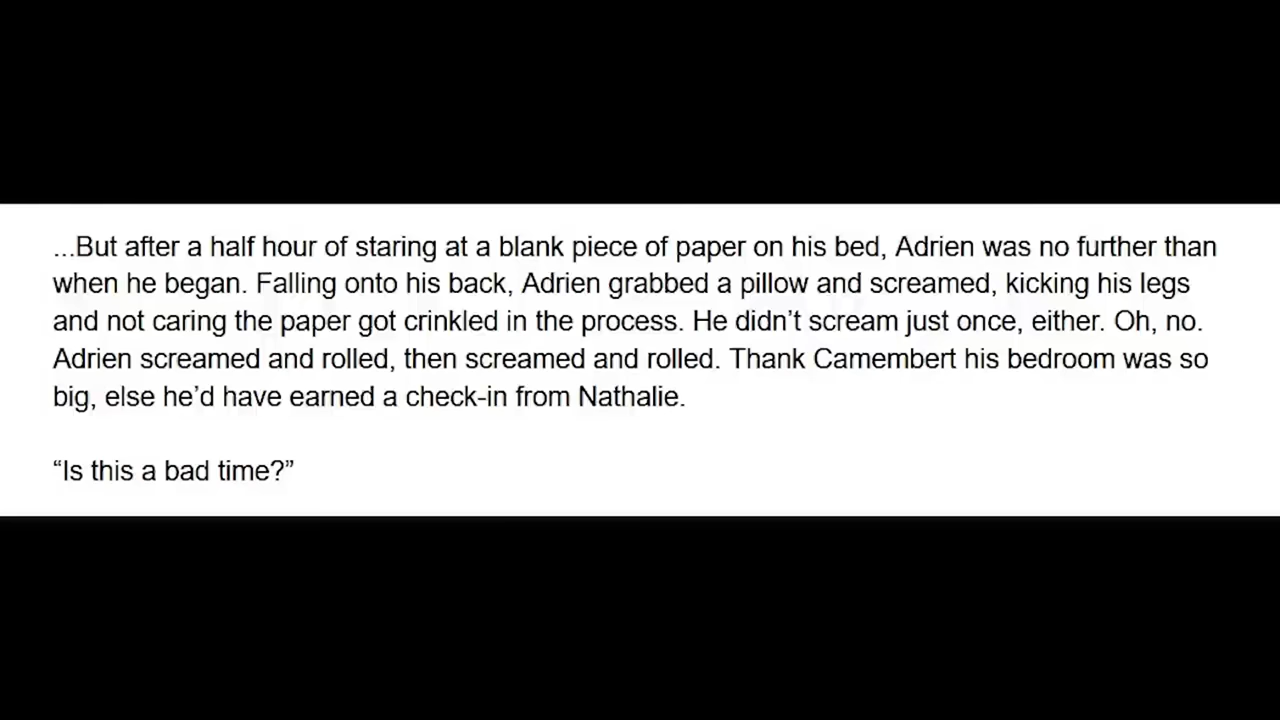 ...But after a half hour of staring at a blank piece of paper on his bed, Adrien was no further than
when he began. Falling onto his back, Adrien grabbed a pillow and screamed, kicking his legs
and not caring the paper got crinkled in the process. He didn’t scream just once, either. Oh, no.
Adrien screamed and rolled, then screamed and rolled. Thank Camembert his bedroom was so
big, else he’d have earned a check-in from Nathalie.
“Is this a bad time?”